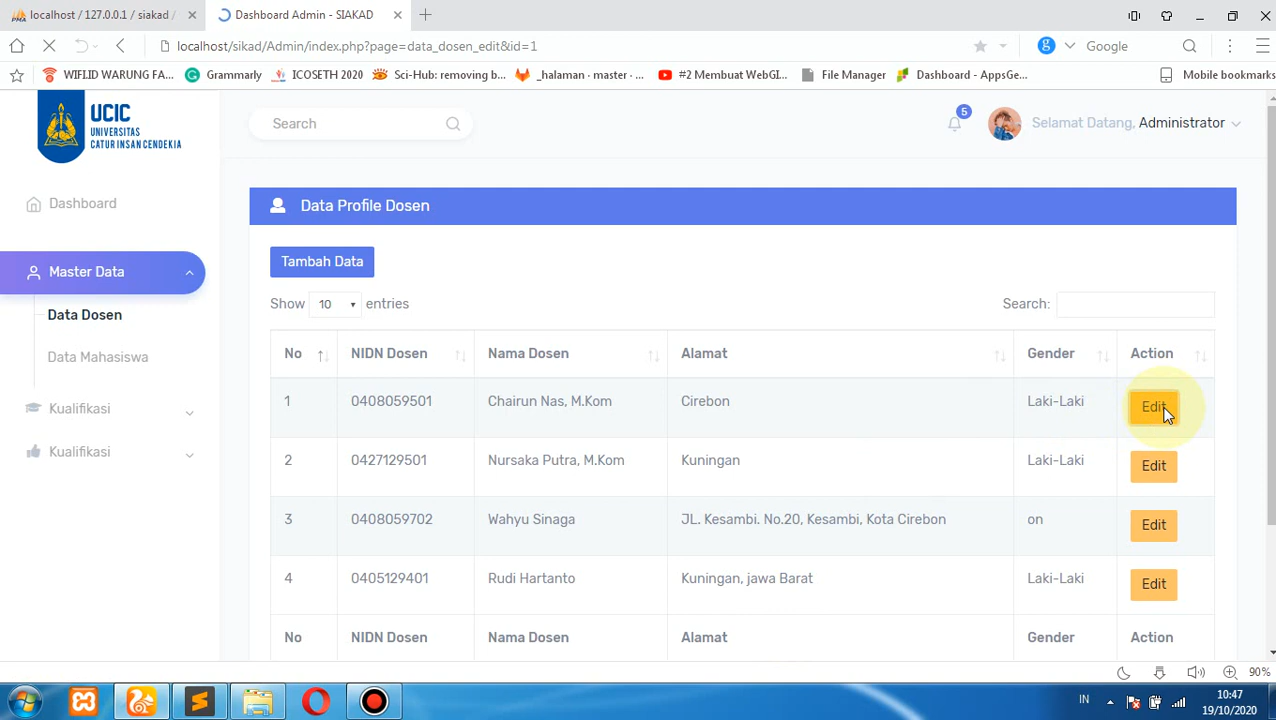 localhost / 127.0.0.1 / siakad /
Dashboard Admin - SIAKAD
localhost/sikad/Admin/index.php?page=data_dosen_edit&id=1
Google
WIFI.ID WARUNG FA...
Grammarly
ICOSETH 2020
Sci-Hub: removing b...
_halaman · master · ...
#2 Membuat WebGI...
File Manager
Dashboard - AppsGe...
Mobile bookmarks
UCIC
UNIVERSITAS
CATUR INSAN CENDEKIA
Search
5
Selamat Datang, Administrator
Dashboard
Master Data
Data Dosen
Data Mahasiswa
Kualifikasi
Kualifikasi
Data Profile Dosen
Tambah Data
Show 10 entries
Search:
No NIDN Dosen Nama Dosen Alamat Gender Action
1 0408059501 Chairun Nas, M.Kom Cirebon Laki-Laki Edit
2 0427129501 Nursaka Putra, M.Kom Kuningan Laki-Laki Edit
3 0408059702 Wahyu Sinaga JL. Kesambi. No.20, Kesambi, Kota Cirebon on Edit
4 0405129401 Rudi Hartanto Kuningan, jawa Barat Laki-Laki Edit
No NIDN Dosen Nama Dosen Alamat Gender Action
90%
IN
10:47
19/10/2020